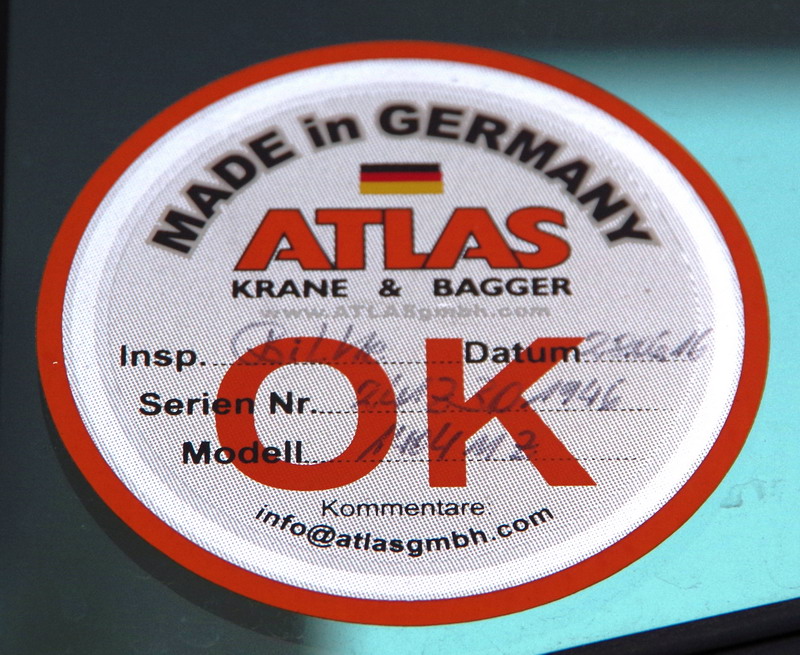 MADE in GERMANY
ATLAS
KRANE & BAGGER
www.ATLASgmbh.com
Insp. Datum
Serien Nr.
OK
Modell
Kommentare
info@atlasgmbh.com